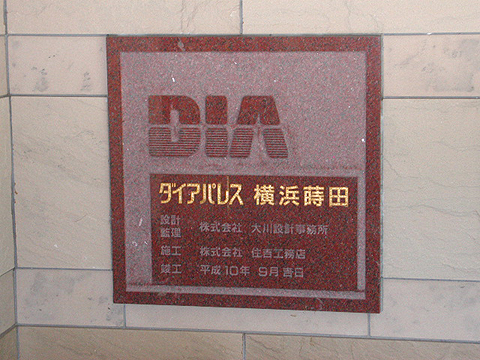 DIA
ダイアパレス 横浜蒔田
設計
監理 株式会社 大川設計事務所
施工 株式会社 住吉工務店
竣工 平成10年 9月吉日